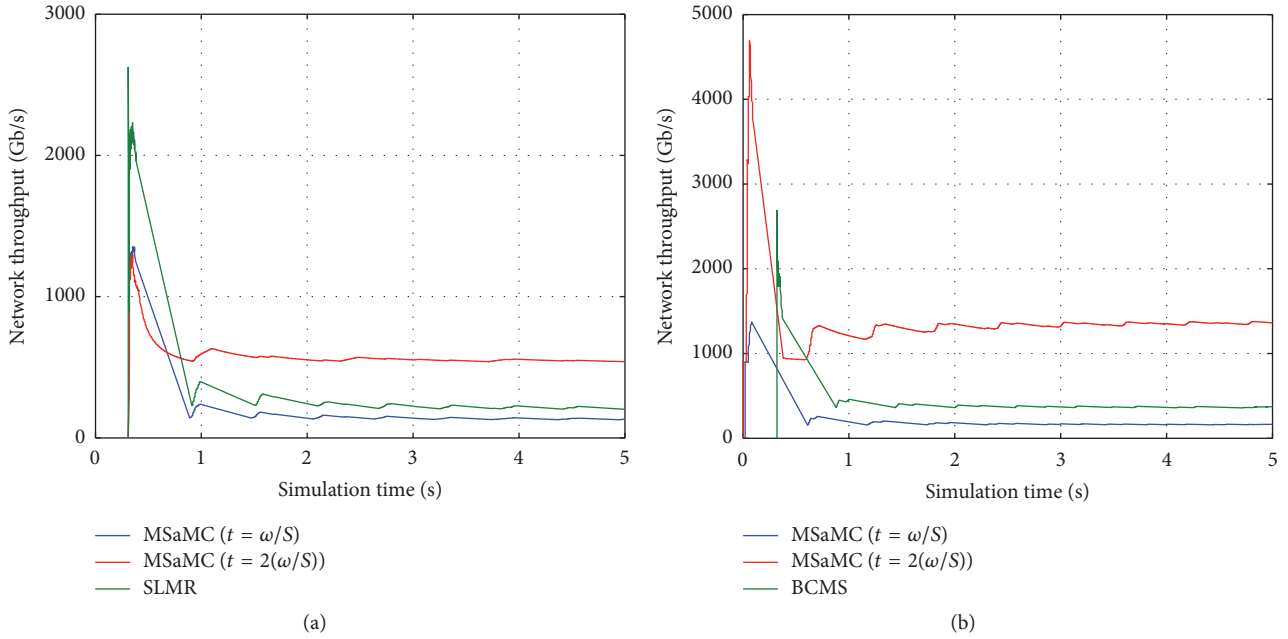 3000
2000
1000
0
Network throughput (Gb/s)
0
1
2
3
4
5
Simulation time (s)
MSaMC (t = ω/S)
MSaMC (t = 2(ω/S))
SLMR
(a)
5000
4000
3000
2000
1000
0
Network throughput (Gb/s)
0
1
2
3
4
5
Simulation time (s)
MSaMC (t = ω/S)
MSaMC (t = 2(ω/S))
BCMS
(b)